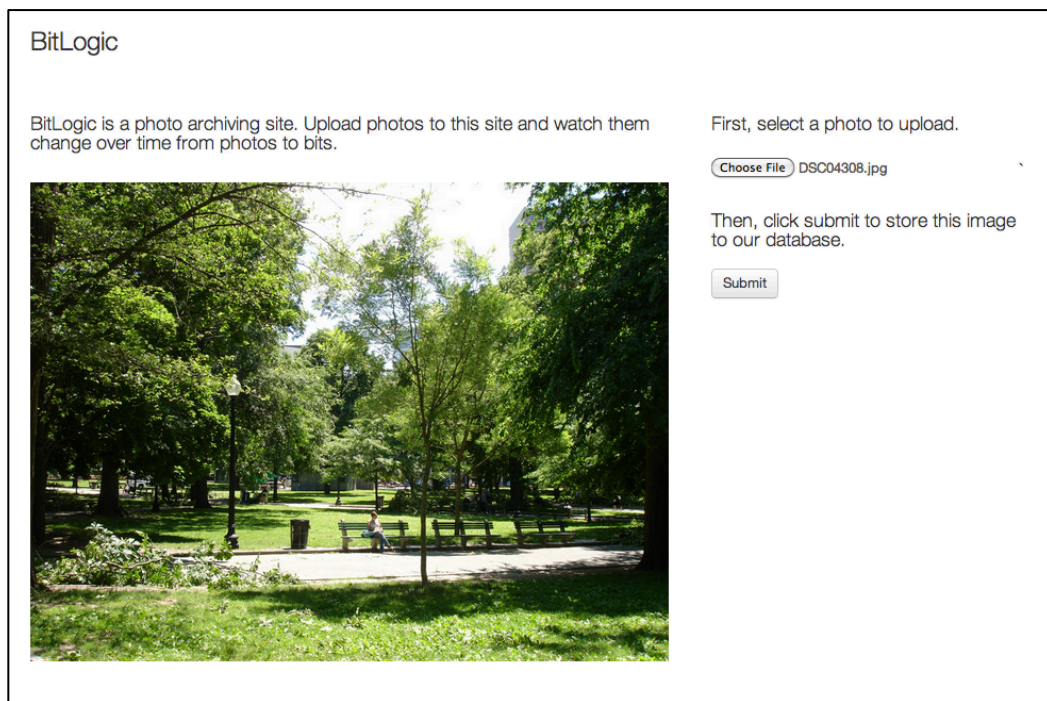 BitLogic
BitLogic is a photo archiving site. Upload photos to this site and watch them
change over time from photos to bits.
First, select a photo to upload.
Choose File DSC04308.jpg `
Then, click submit to store this image
to our database.
Submit